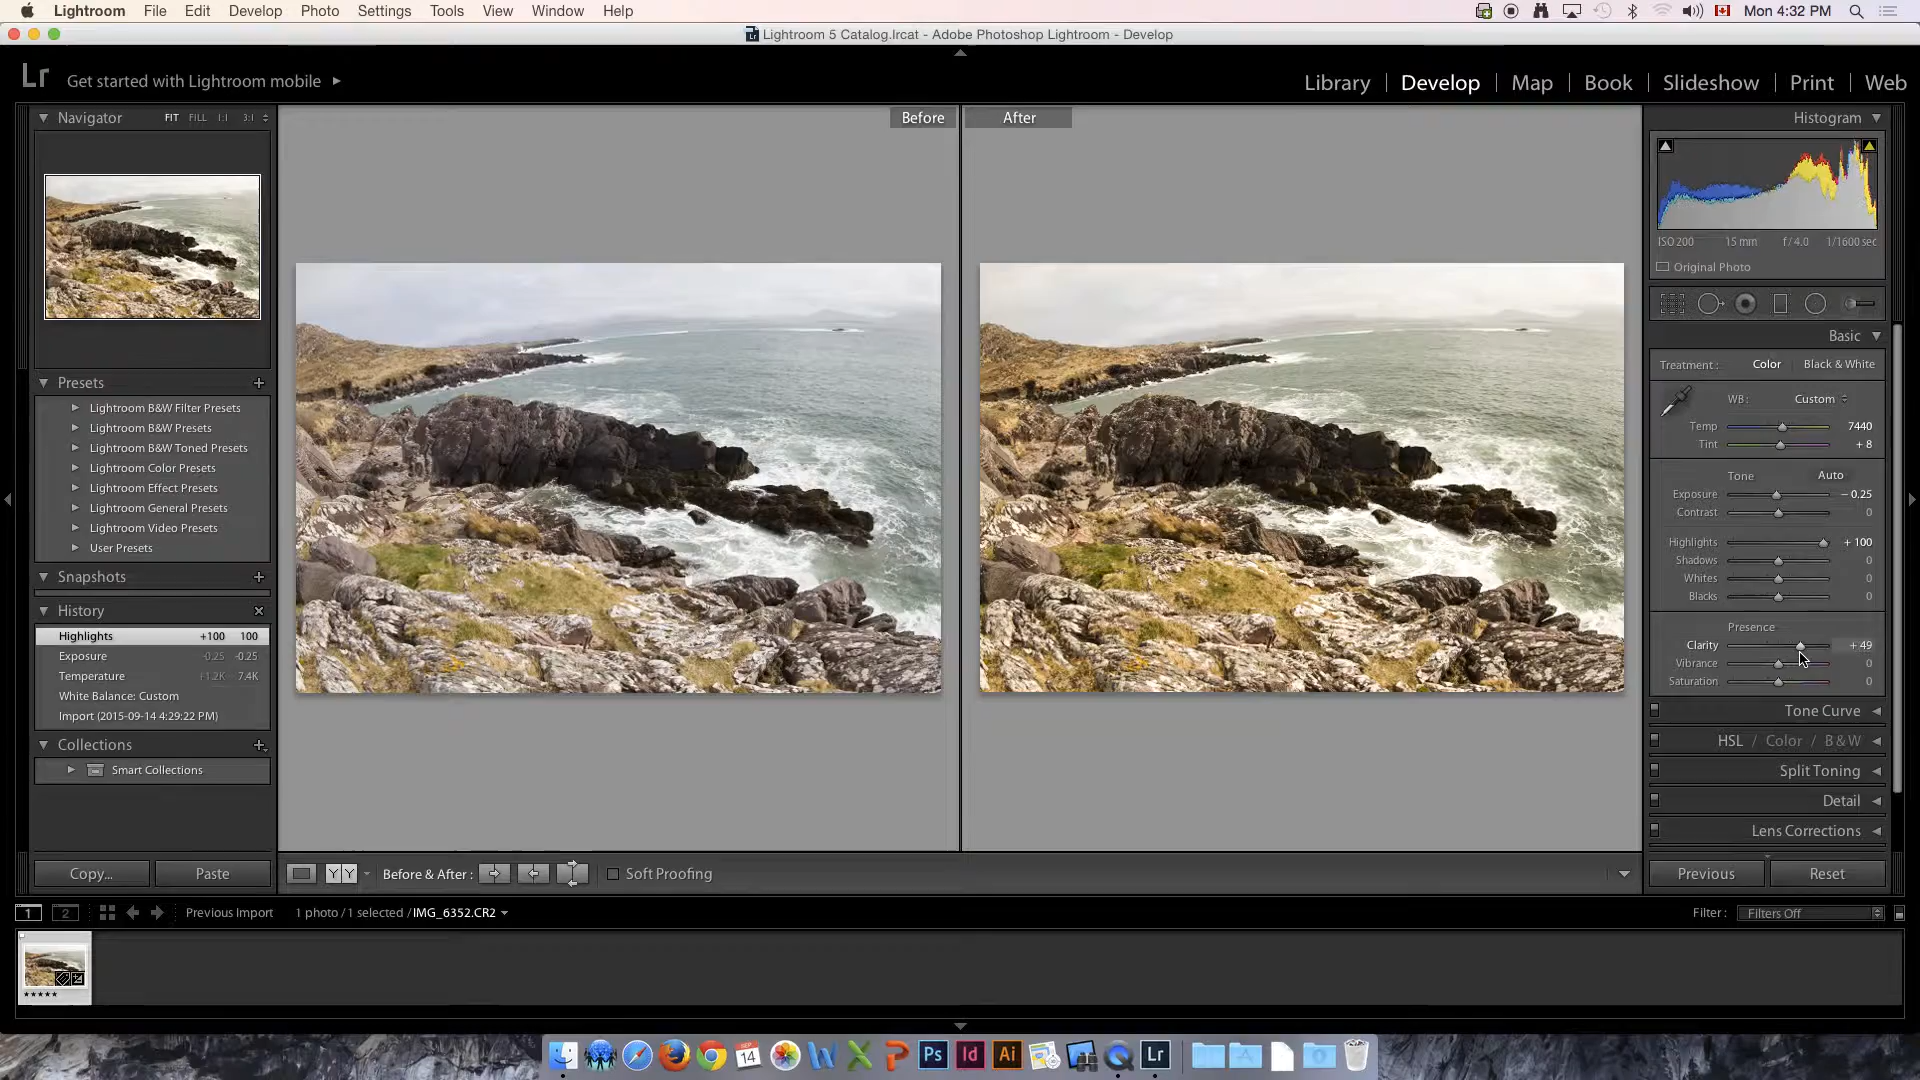 Lightroom File Edit Develop Photo Settings Tools View Window Help Mon 4:32 PM
Lightroom 5 Catalog.lrcat - Adobe Photoshop Lightroom - Develop
Lr Get started with Lightroom mobile Library Develop Map Book Slideshow Print Web
Navigator FIT FILL 1:1 3:1
Before
After
Histogram
ISO 200 15 mm f / 4.0 1/1600 sec
Original Photo
Basic
Treatment : Color Black & White
WB : Custom
Temp 7440
Tint + 8
Tone Auto
Exposure – 0.25
Contrast 0
Highlights + 100
Shadows 0
Whites 0
Blacks 0
Presence
Clarity + 49
Vibrance 0
Saturation 0
Tone Curve
HSL / Color / B & W
Split Toning
Detail
Lens Corrections
Previous Reset
Presets
Lightroom B&W Filter Presets
Lightroom B&W Presets
Lightroom B&W Toned Presets
Lightroom Color Presets
Lightroom Effect Presets
Lightroom General Presets
Lightroom Video Presets
User Presets
Snapshots
History
Highlights +100 100
Exposure -0.25 -0.25
Temperature +1.2K 7.4K
White Balance: Custom
Import (2015-09-14 4:29:22 PM)
Collections
Smart Collections
Copy... Paste
Y Y Before & After : Soft Proofing
1 2 Previous Import 1 photo / 1 selected / IMG_6352.CR2 Filter : Filters Off
SEP 14 W X P Ps Id Ai Lr